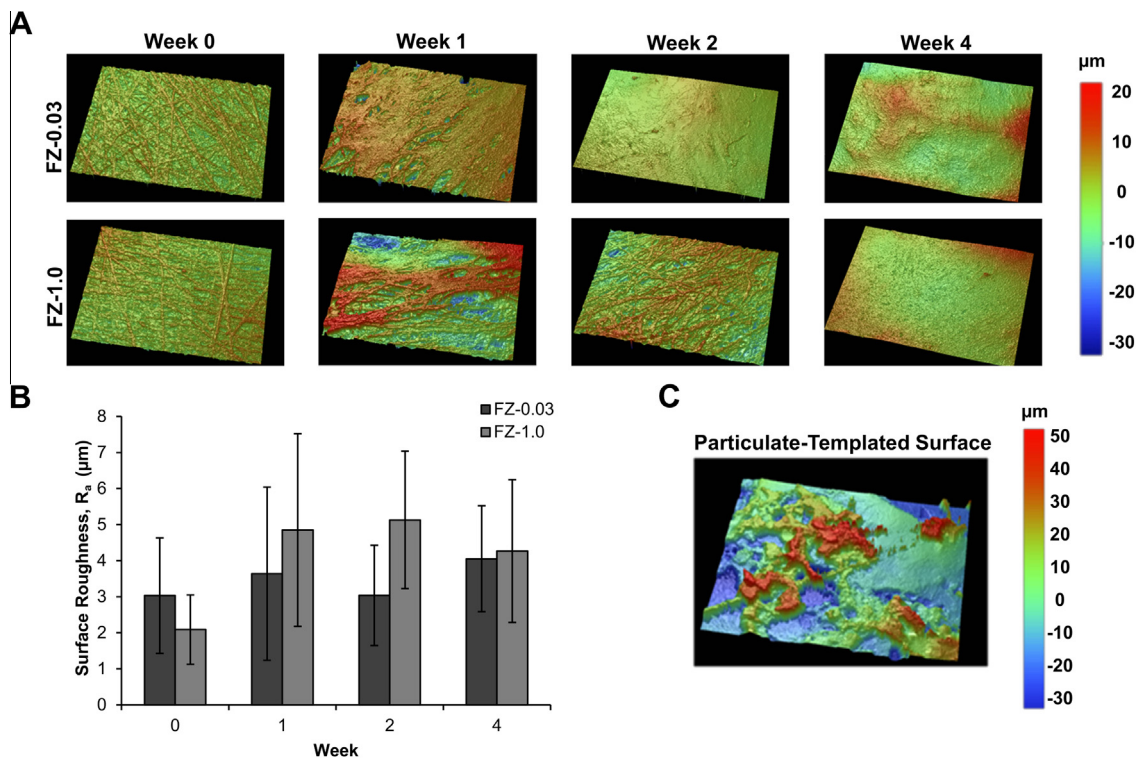 A
Week 0
Week 1
Week 2
Week 4
µm
FZ-0.03
FZ-1.0
20
10
0
-10
-20
-30
B
8
7
6
5
4
3
2
1
0
Surface Roughness, Ra (µm)
FZ-0.03
FZ-1.0
0
1
2
4
Week
C
µm
Particulate-Templated Surface
50
40
30
20
10
0
-10
-20
-30